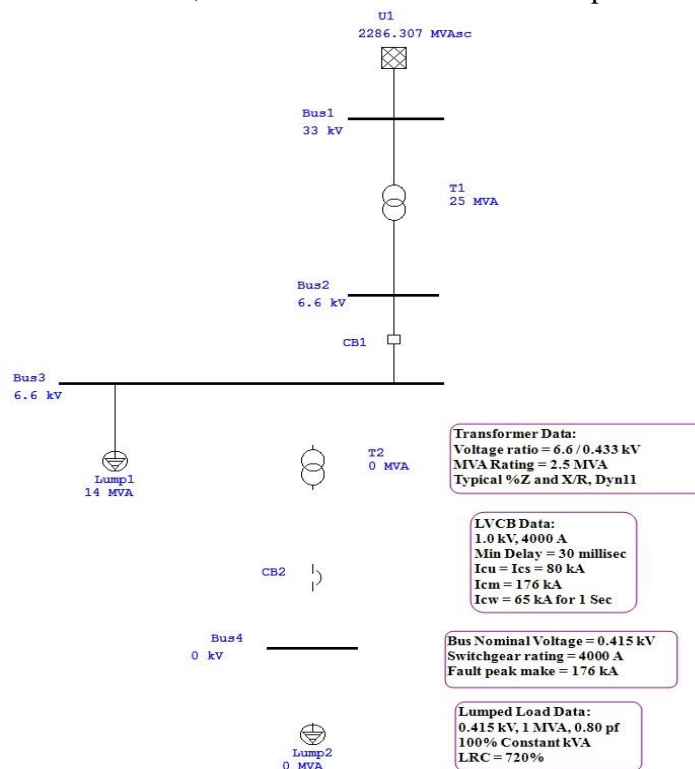 U1
2286.307 MVAsc
Bus1
33 kV
T1
25 MVA
Bus2
6.6 kV
CB1
Bus3
6.6 kV
Lump1
14 MVA
T2
0 MVA
Transformer Data:
Voltage ratio = 6.6 / 0.433 kV
MVA Rating = 2.5 MVA
Typical %Z and X/R, Dyn11
CB2
LVCB Data:
1.0 kV, 4000 A
Min Delay = 30 millisec
Icu = Ics = 80 kA
Icm = 176 kA
Icw = 65 kA for 1 Sec
Bus4
0 kV
Bus Nominal Voltage = 0.415 kV
Switchgear rating = 4000 A
Fault peak make = 176 kA
Lump2
0 MVA
Lumped Load Data:
0.415 kV, 1 MVA, 0.80 pf
100% Constant kVA
LRC = 720%